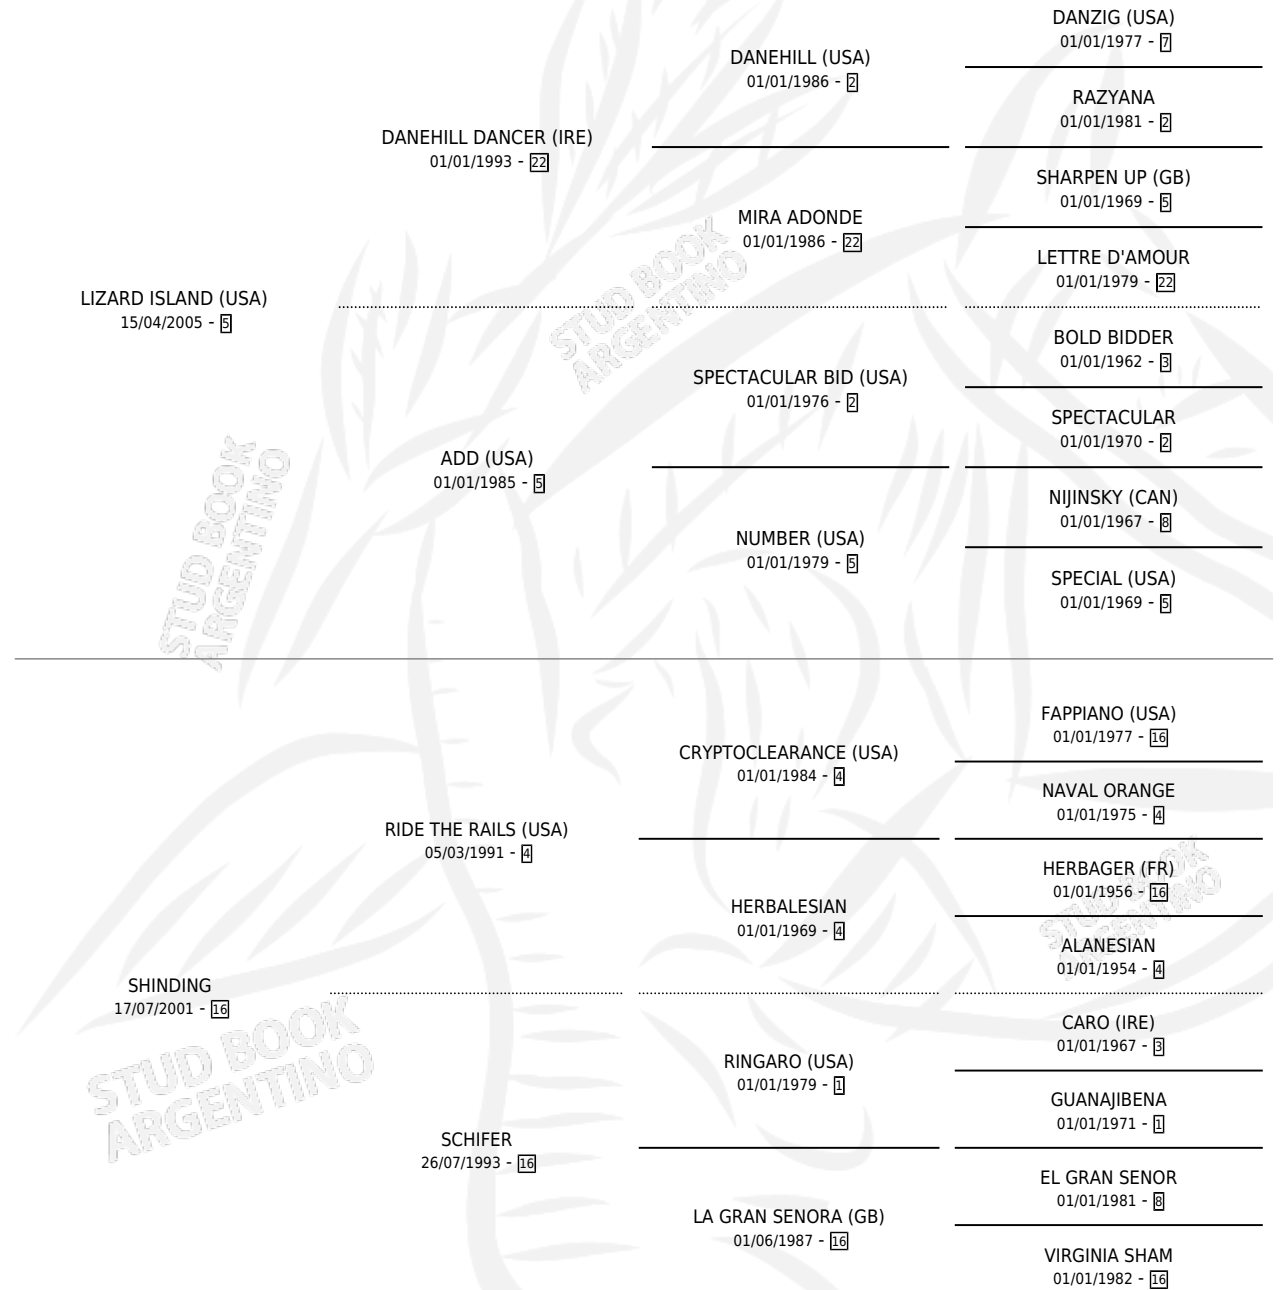 DANZIG (USA)
01/01/1977 - 7
DANEHILL (USA)
01/01/1986 - 2
RAZYANA
01/01/1981 - 2
DANEHILL DANCER (IRE)
01/01/1993 - 22
SHARPEN UP (GB)
01/01/1969 - 5
MIRA ADONDE
01/01/1986 - 22
LETTRE D'AMOUR
01/01/1979 - 22
LIZARD ISLAND (USA)
15/04/2005 - 5
BOLD BIDDER
01/01/1962 - 3
SPECTACULAR BID (USA)
01/01/1976 - 2
SPECTACULAR
01/01/1970 - 2
ADD (USA)
01/01/1985 - 5
NIJINSKY (CAN)
01/01/1967 - 8
NUMBER (USA)
01/01/1979 - 5
SPECIAL (USA)
01/01/1969 - 5
FAPPIANO (USA)
01/01/1977 - 16
CRYPTOCLEARANCE (USA)
01/01/1984 - 4
NAVAL ORANGE
01/01/1975 - 4
RIDE THE RAILS (USA)
05/03/1991 - 4
HERBAGER (FR)
01/01/1956 - 16
HERBALESIAN
01/01/1969 - 4
ALANESIAN
01/01/1954 - 4
SHINDING
17/07/2001 - 16
CARO (IRE)
01/01/1967 - 3
RINGARO (USA)
01/01/1979 - 1
GUANAJIBENA
01/01/1971 - 1
SCHIFER
26/07/1993 - 16
EL GRAN SENOR
01/01/1981 - 8
LA GRAN SENORA (GB)
01/06/1987 - 16
VIRGINIA SHAM
01/01/1982 - 16
STUD BOOK
ARGENTINO
STUD BOOK
ARGENTINO
STUD BOOK
ARGENTINO
STUD BOOK
ARGENTINO